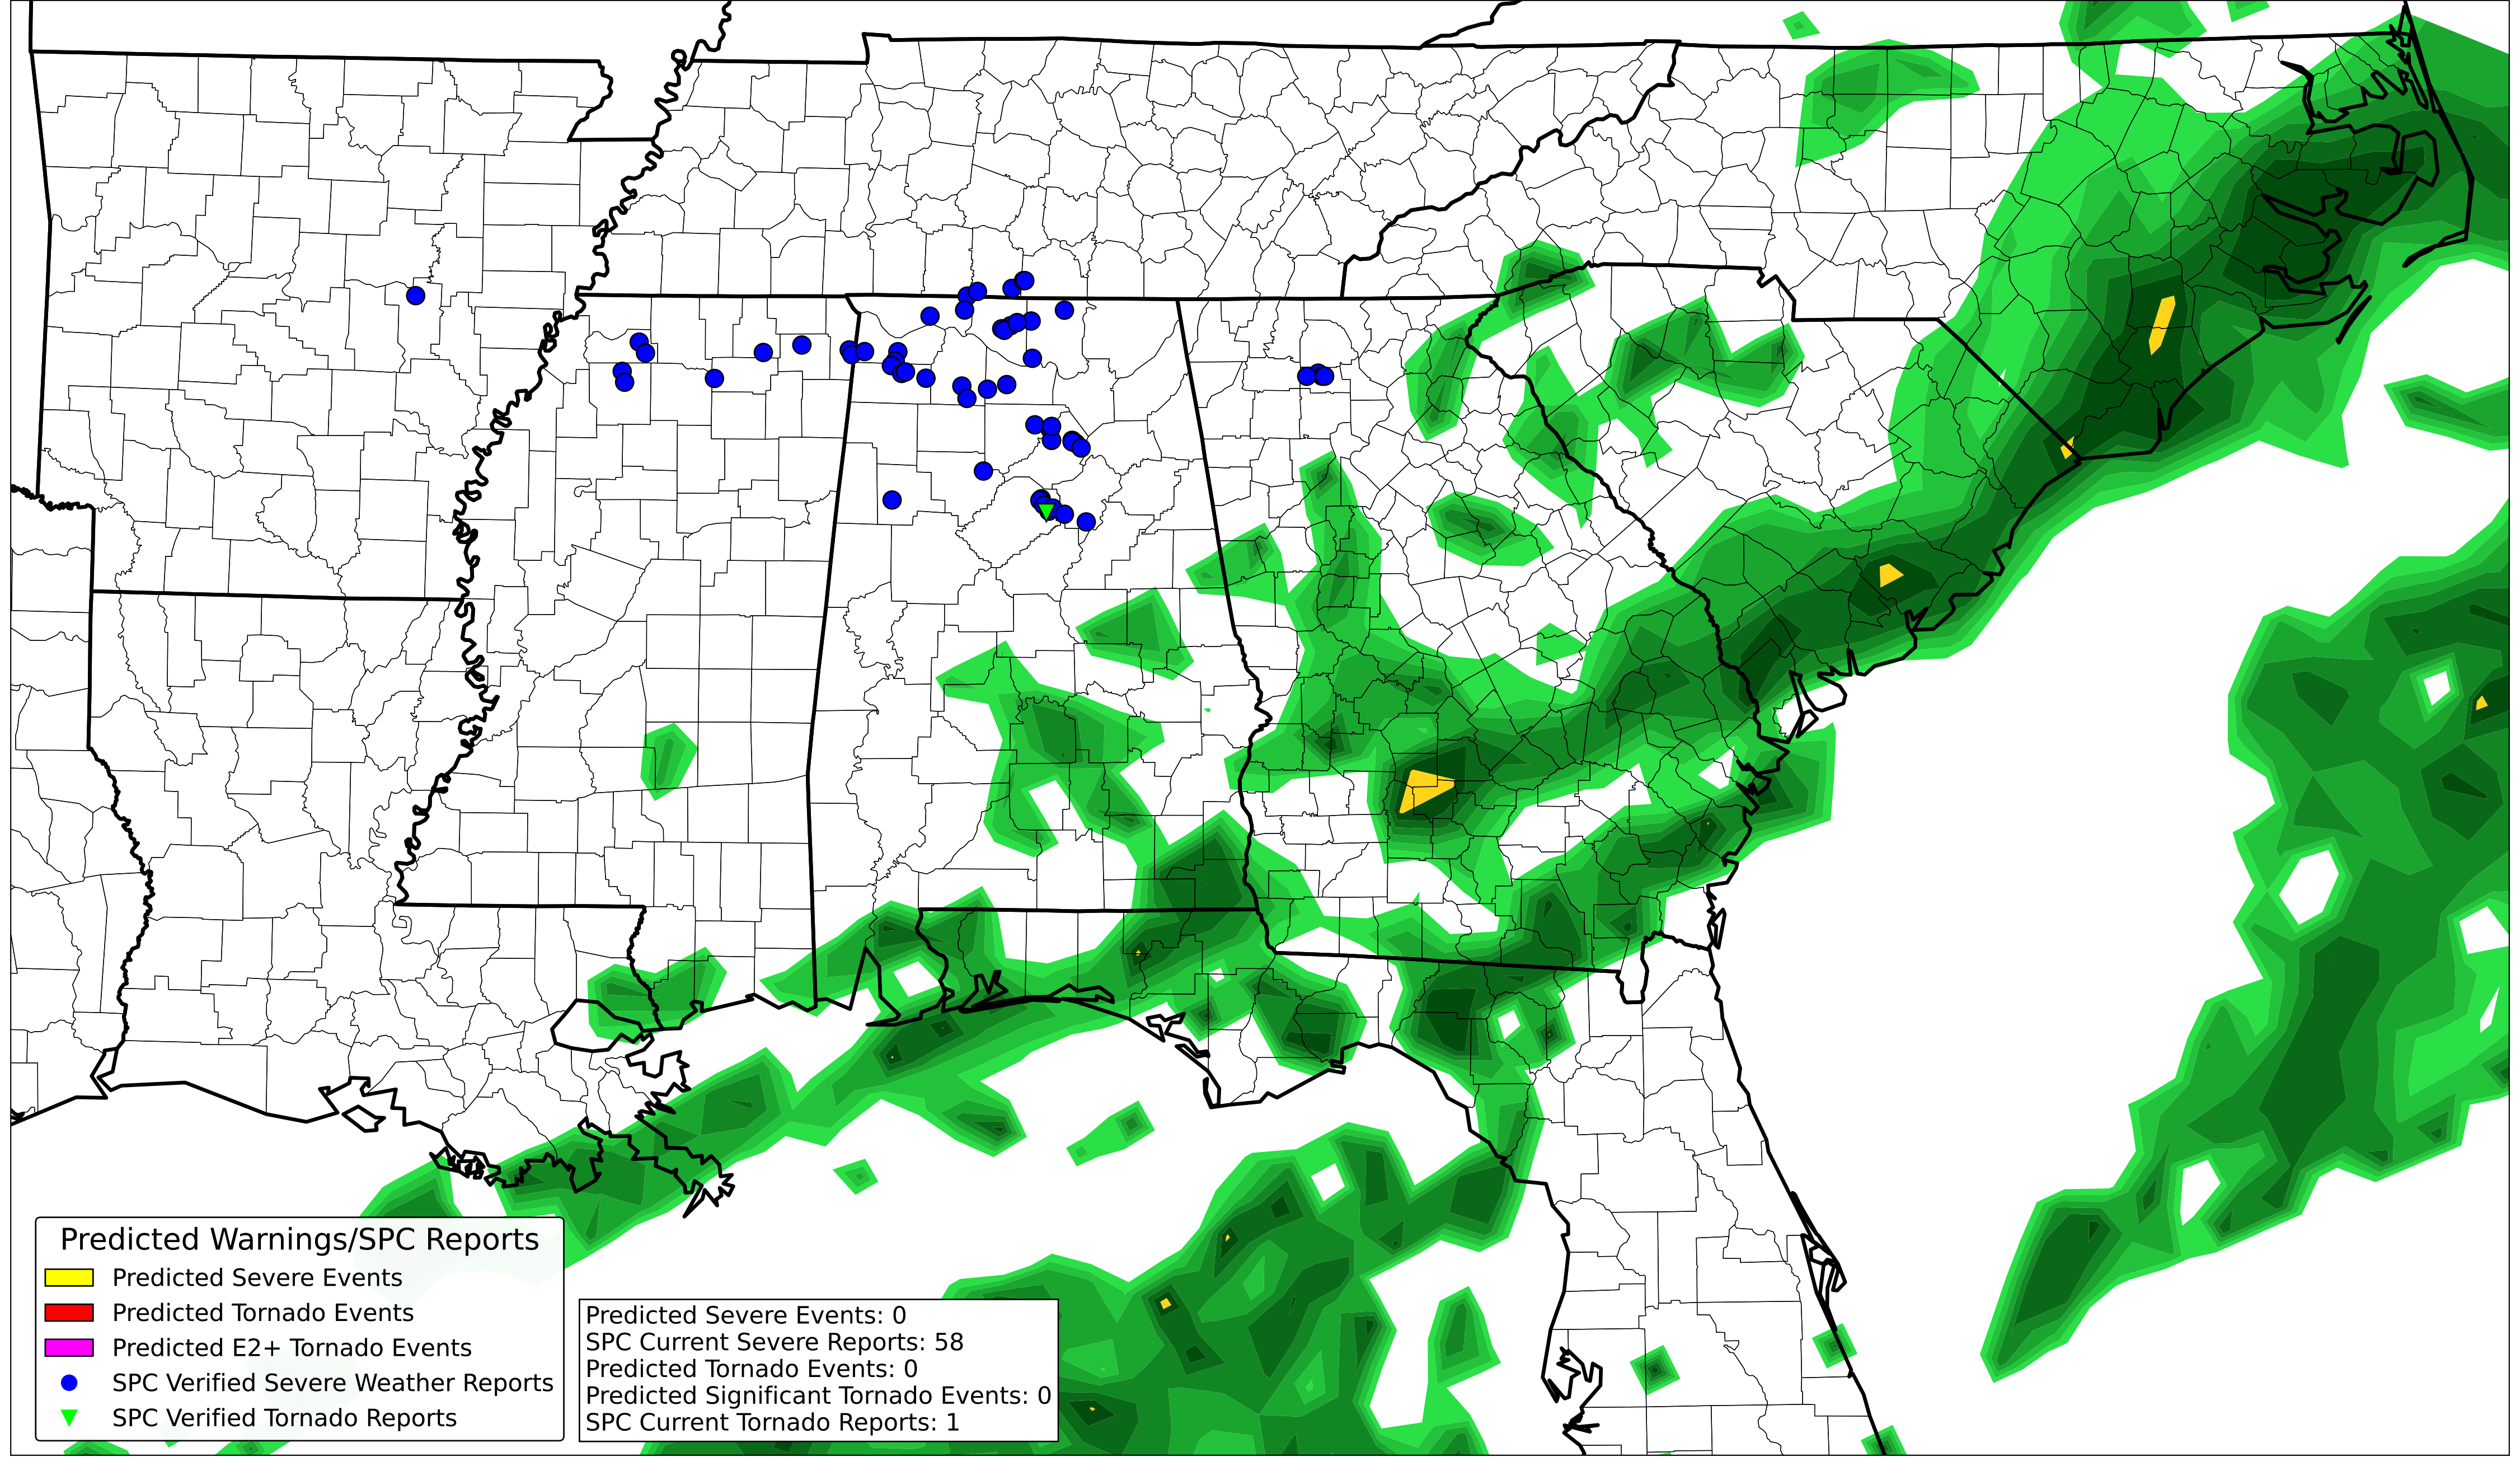 Predicted Warnings/SPC Reports
Predicted Severe Events
Predicted Tornado Events
Predicted E2+ Tornado Events
SPC Verified Severe Weather Reports
SPC Verified Tornado Reports
Predicted Severe Events: 0
SPC Current Severe Reports: 58
Predicted Tornado Events: 0
Predicted Significant Tornado Events: 0
SPC Current Tornado Reports: 1